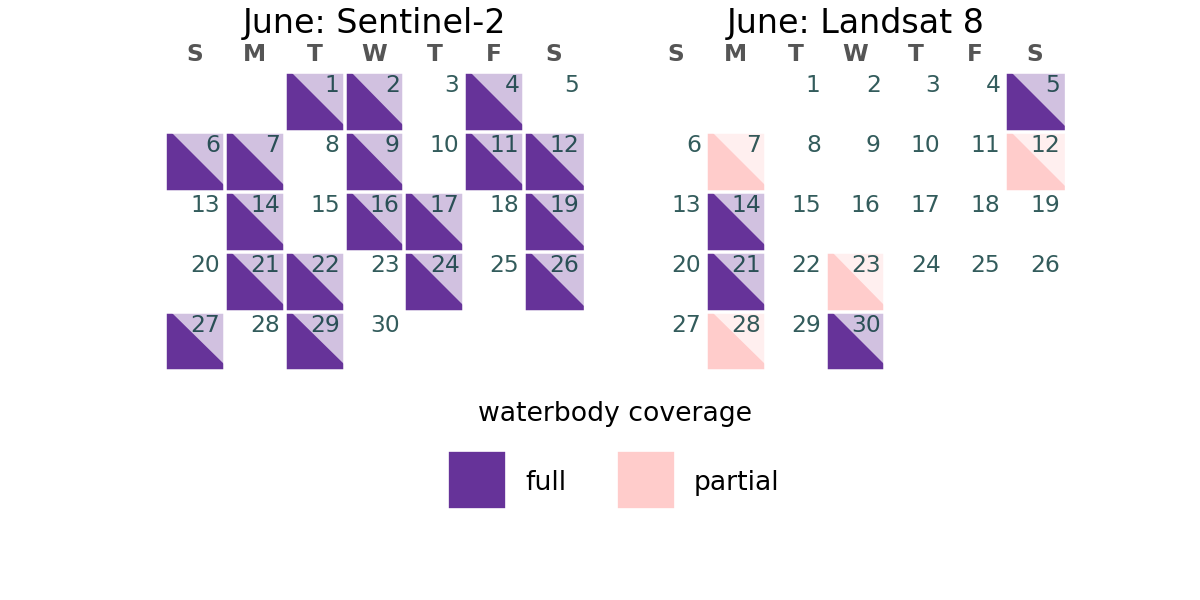 June: Sentinel-2
S M T W T F S
1 2 3 4 5
6 7 8 9 10 11 12
13 14 15 16 17 18 19
20 21 22 23 24 25 26
27 28 29 30
June: Landsat 8
S M T W T F S
1 2 3 4 5
6 7 8 9 10 11 12
13 14 15 16 17 18 19
20 21 22 23 24 25 26
27 28 29 30
waterbody coverage
full partial